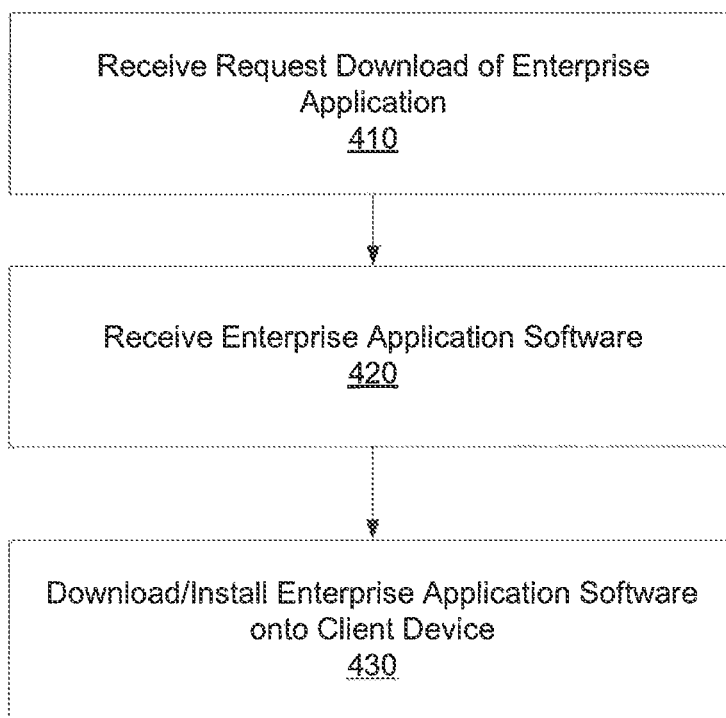 Receive Request Download of Enterprise
Application
410
Receive Enterprise Application Software
420
Download/Install Enterprise Application Software
onto Client Device
430